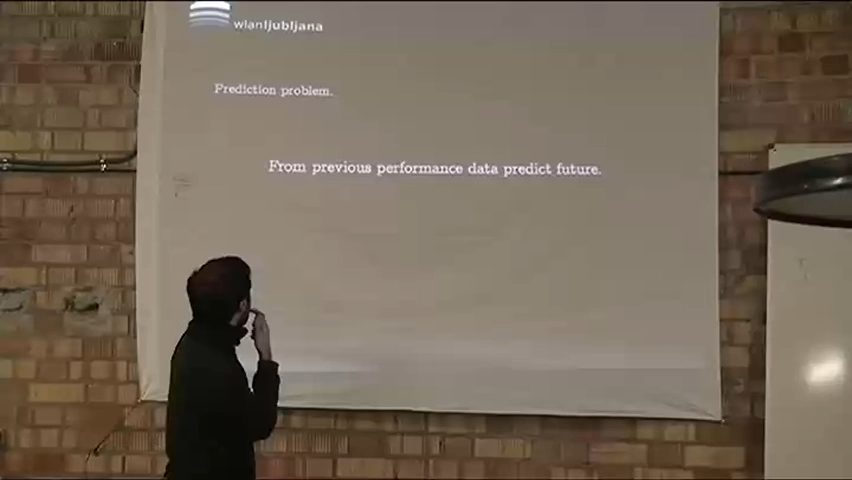 wlanljubljana
Prediction problem.
From previous performance data predict future.